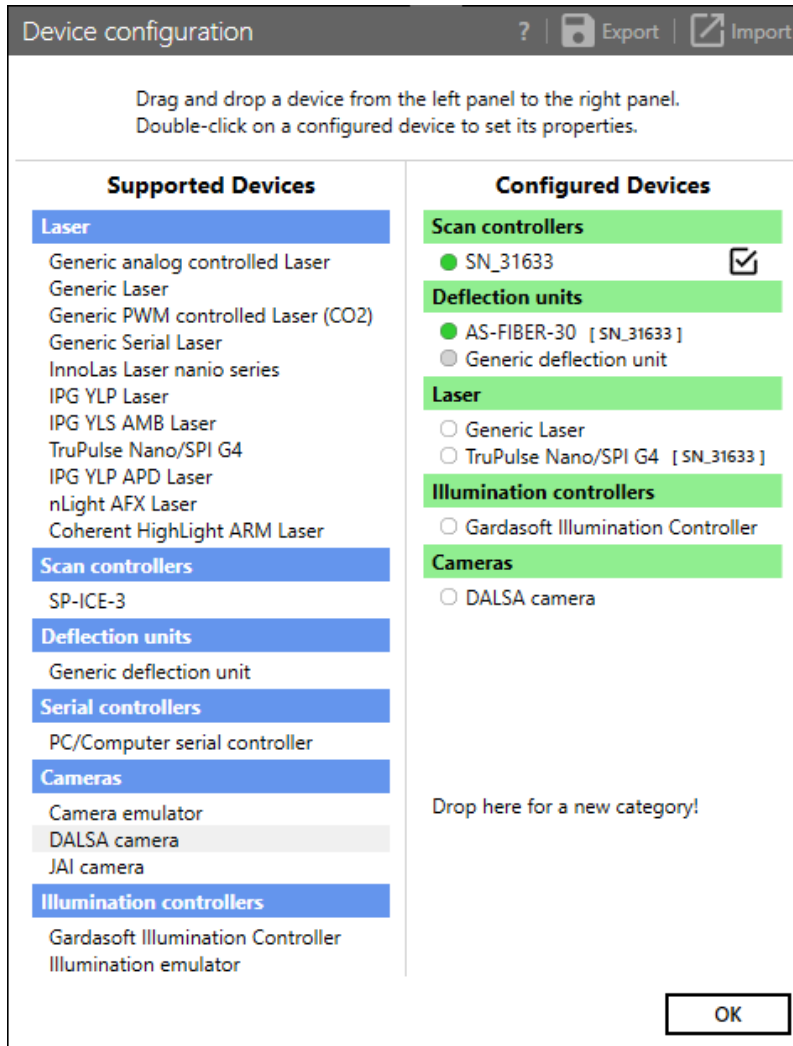 Device configuration
? | Export | Import
Drag and drop a device from the left panel to the right panel.
Double-click on a configured device to set its properties.
Supported Devices
Laser
Generic analog controlled Laser
Generic Laser
Generic PWM controlled Laser (CO2)
Generic Serial Laser
InnoLas Laser nanio series
IPG YLP Laser
IPG YLS AMB Laser
TruPulse Nano/SPI G4
IPG YLP APD Laser
nLight AFX Laser
Coherent HighLight ARM Laser
Scan controllers
SP-ICE-3
Deflection units
Generic deflection unit
Serial controllers
PC/Computer serial controller
Cameras
Camera emulator
DALSA camera
JAI camera
Illumination controllers
Gardasoft Illumination Controller
Illumination emulator
Configured Devices
Scan controllers
SN_31633
Deflection units
AS-FIBER-30 [ SN_31633 ]
Generic deflection unit
Laser
Generic Laser
TruPulse Nano/SPI G4 [ SN_31633 ]
Illumination controllers
Gardasoft Illumination Controller
Cameras
DALSA camera
Drop here for a new category!
OK